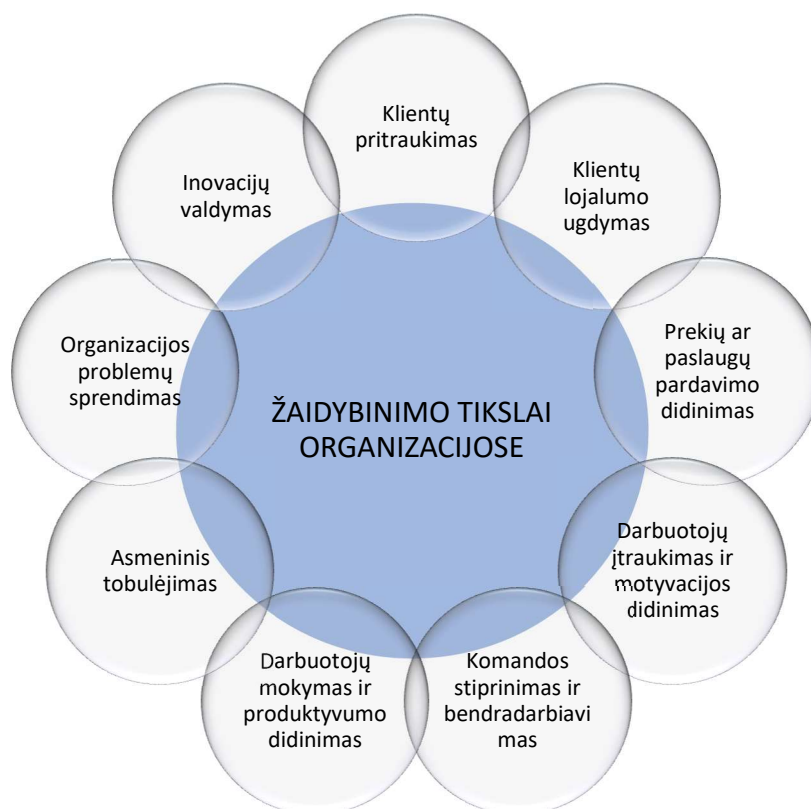 Klientų
pritraukimas
Klientų
lojalumo
ugdymas
Prekių ar
paslaugų
pardavimo
didinimas
Darbuotojų
įtraukimas ir
motyvacijos
didinimas
Komandos
stiprinimas ir
bendradarbiavi
mas
Darbuotojų
mokymas ir
produktyvumo
didinimas
Asmeninis
tobulėjimas
Organizacijos
problemų
sprendimas
Inovacijų
valdymas
ŽAIDYBINIMO TIKSLAI
ORGANIZACIJOSE